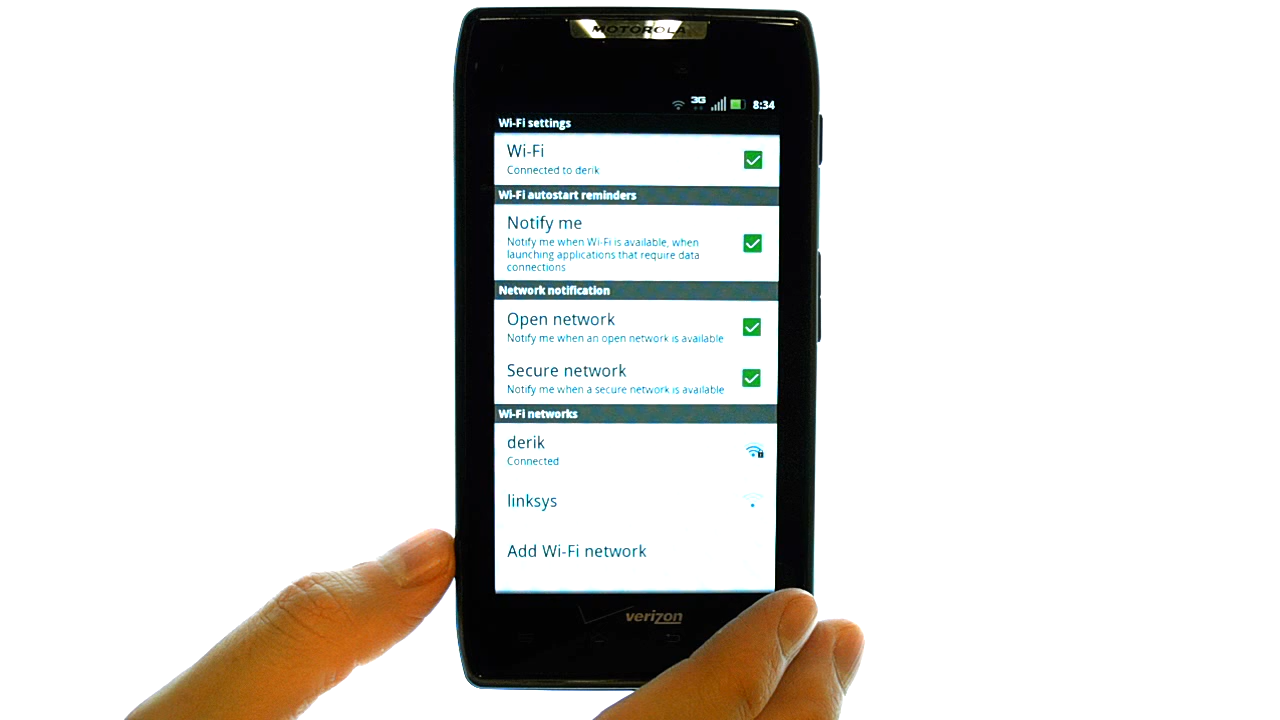 MOTOROLA
3G 8:34
Wi-Fi settings
Wi-Fi
Connected to derik
Wi-Fi autostart reminders
Notify me
Notify me when Wi-Fi is available, when
launching applications that require data
connections
Network notification
Open network
Notify me when an open network is available
Secure network
Notify me when a secure network is available
Wi-Fi networks
derik
Connected
linksys
Add Wi-Fi network
verizon